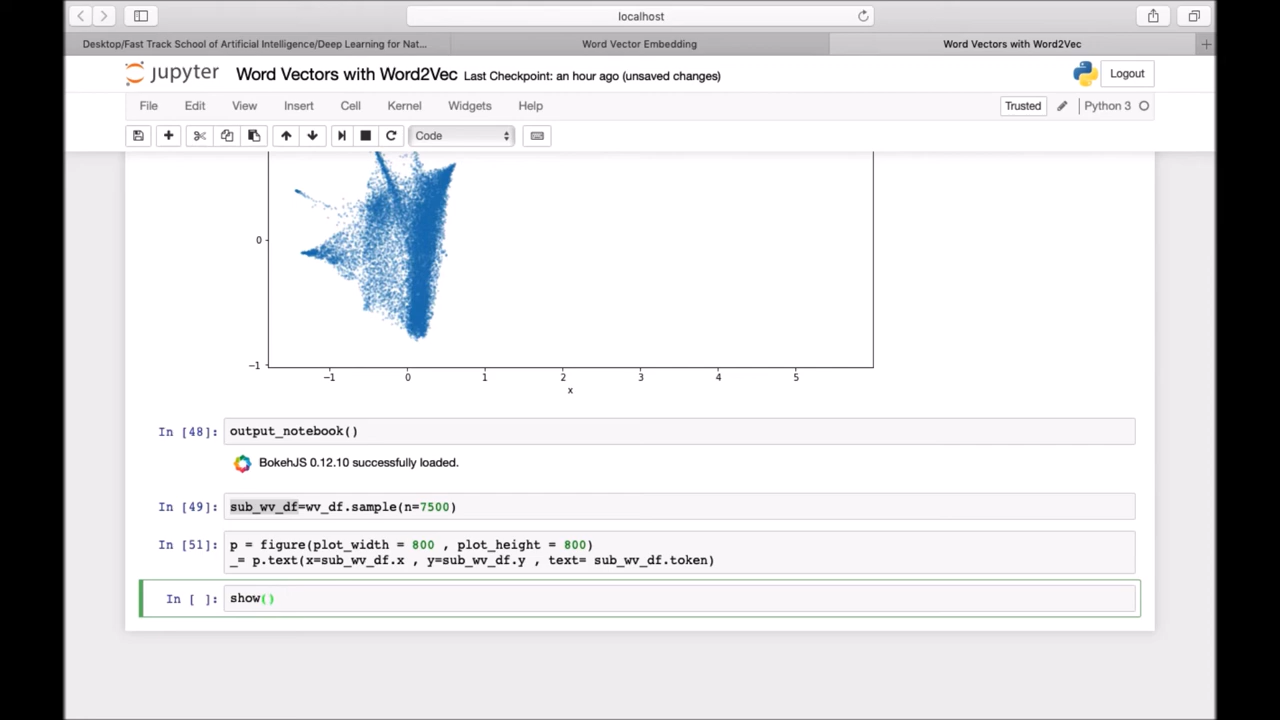 localhost
Desktop/Fast Track School of Artificial Intelligence/Deep Learning for Nat... Word Vector Embedding Word Vectors with Word2Vec
jupyter Word Vectors with Word2Vec Last Checkpoint: an hour ago (unsaved changes) Logout
File Edit View Insert Cell Kernel Widgets Help Trusted Python 3
Code
0
−1
−1 0 1 2 3 4 5
x
In [48]: output_notebook()
BokehJS 0.12.10 successfully loaded.
In [49]: sub_wv_df=wv_df.sample(n=7500)
In [51]: p = figure(plot_width = 800 , plot_height = 800)
_= p.text(x=sub_wv_df.x , y=sub_wv_df.y , text= sub_wv_df.token)
In [ ]: show()